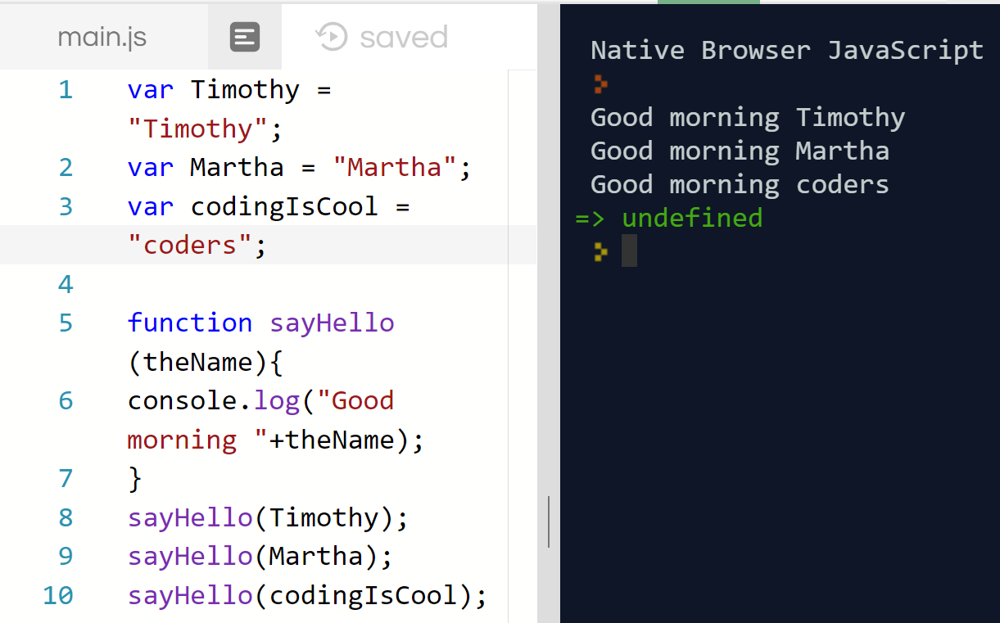 main.js
saved
1 var Timothy =
"Timothy";
2 var Martha = "Martha";
3 var codingIsCool =
"coders";
4
5 function sayHello
(theName){
6 console.log("Good
morning "+theName);
7 }
8 sayHello(Timothy);
9 sayHello(Martha);
10 sayHello(codingIsCool);
Native Browser JavaScript
Good morning Timothy
Good morning Martha
Good morning coders
=> undefined